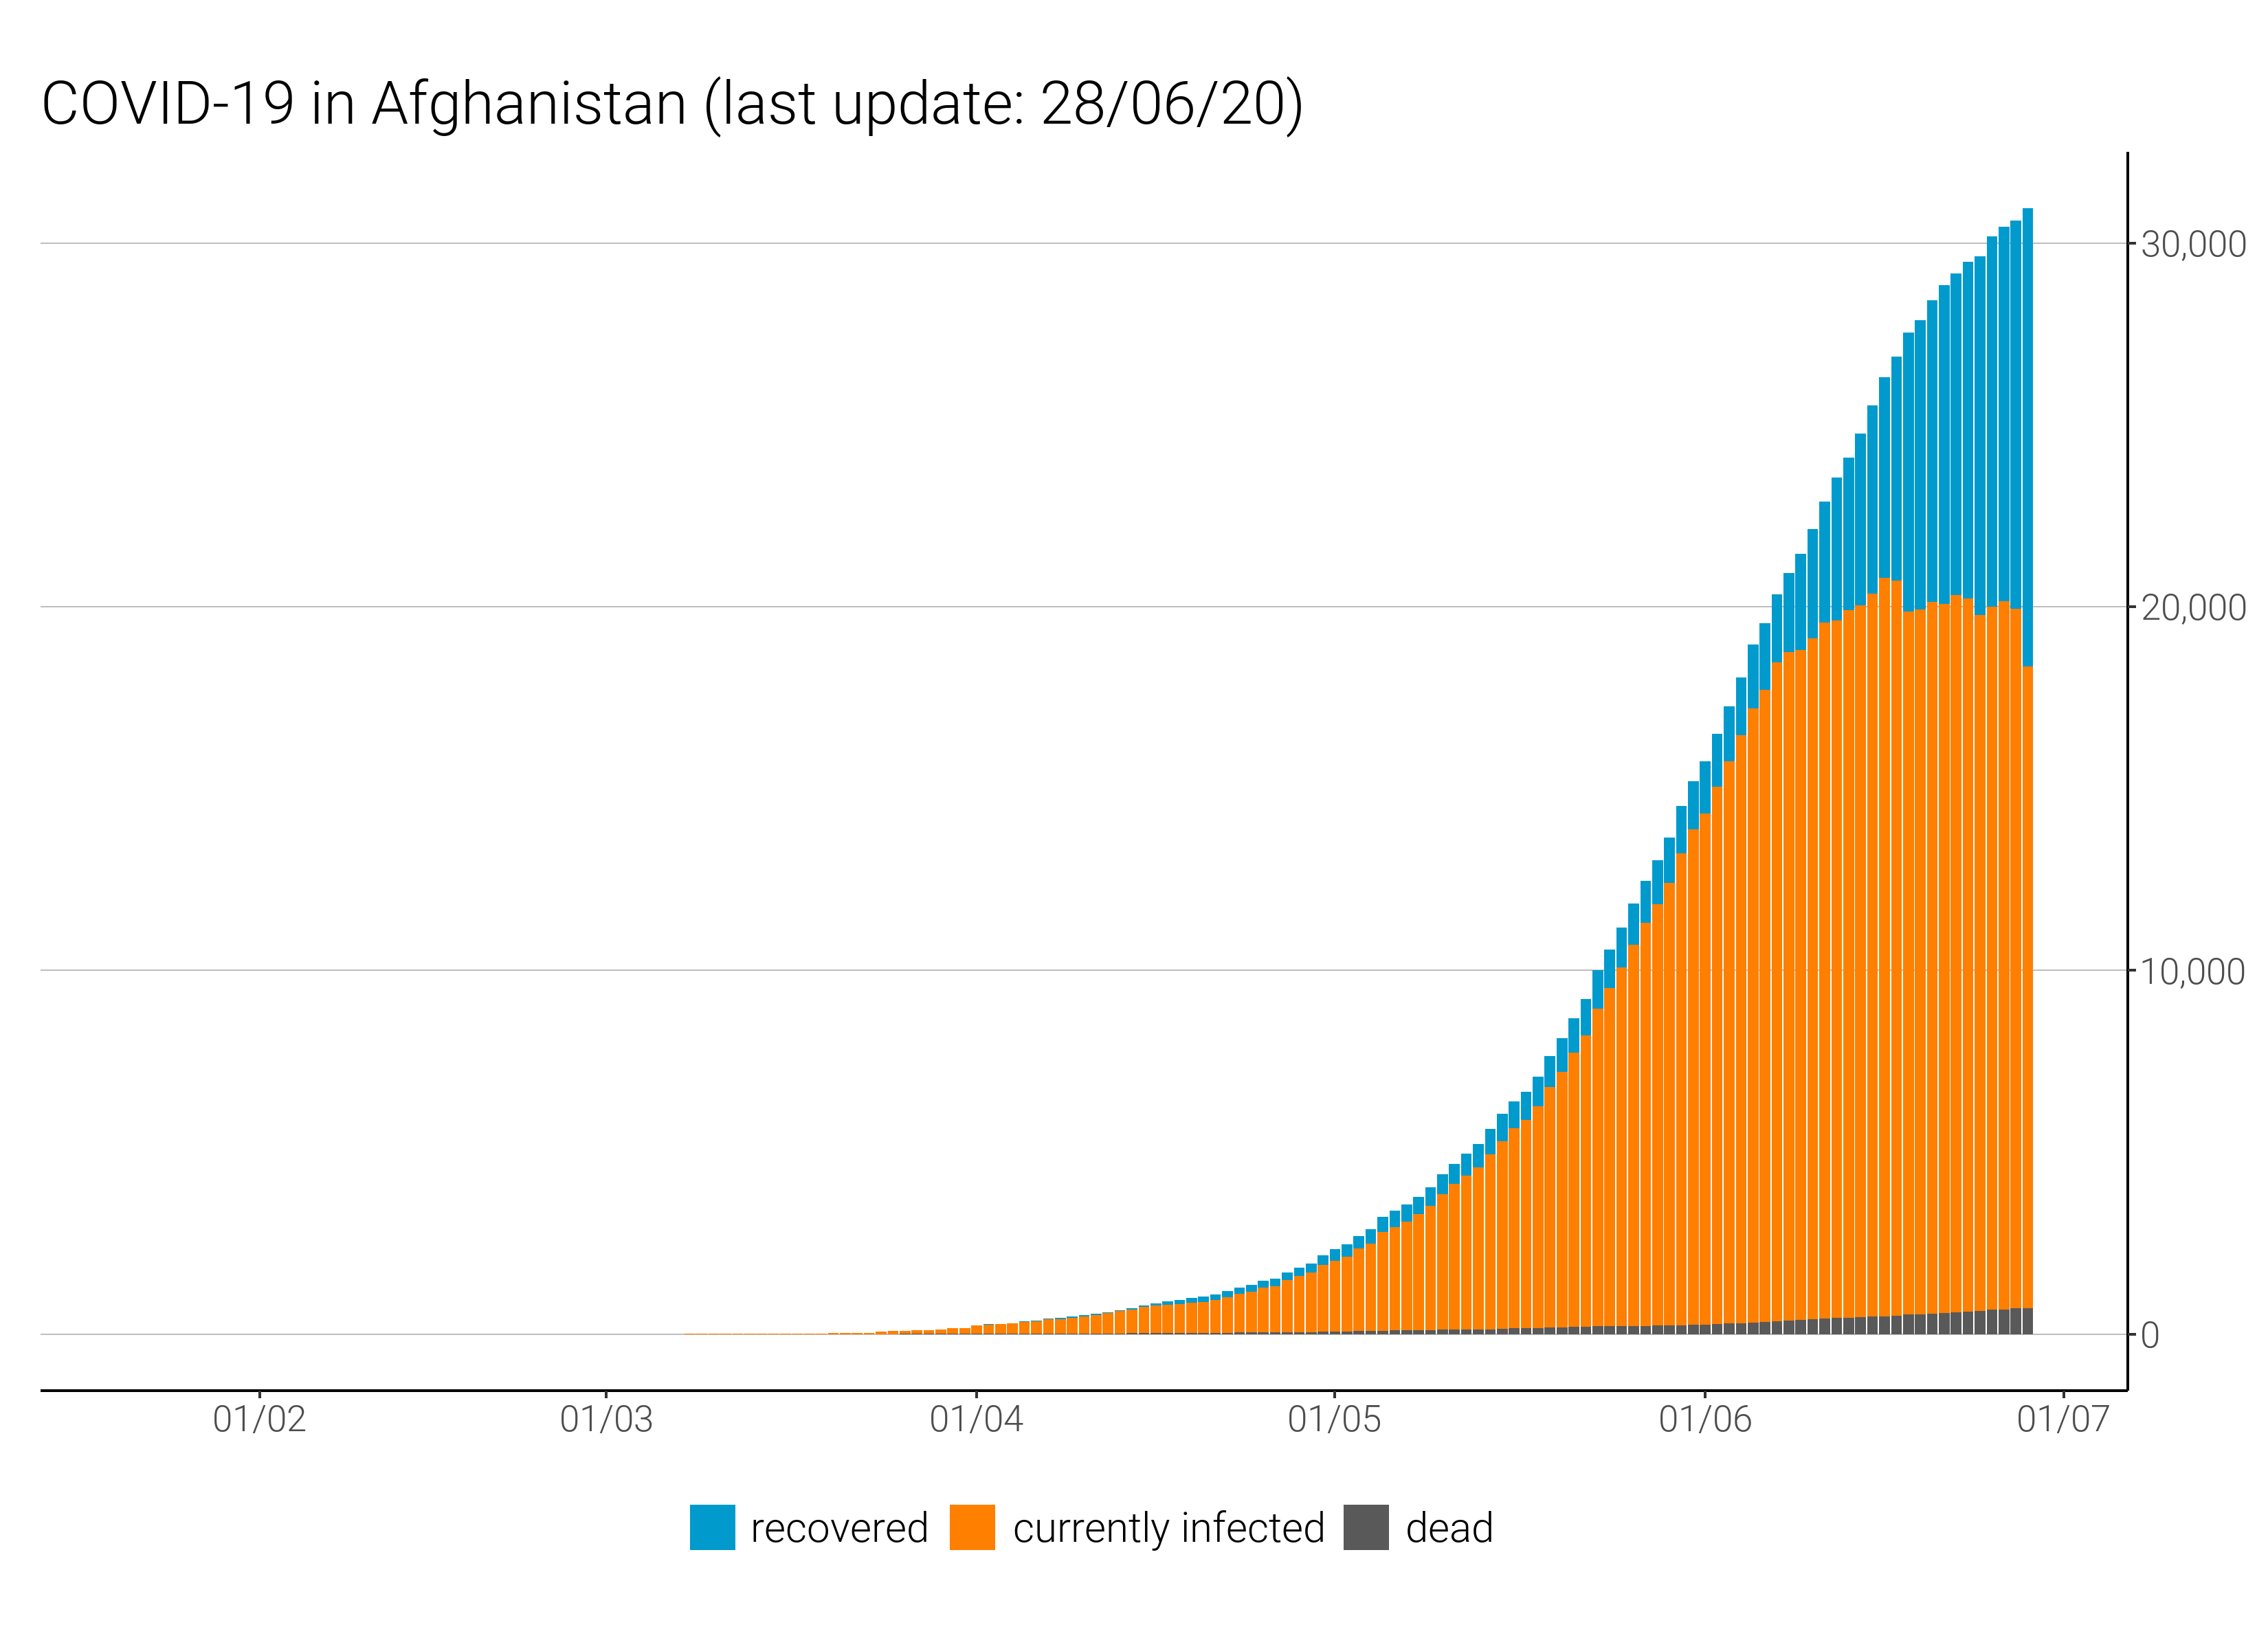 COVID-19 in Afghanistan (last update: 28/06/20)
30,000
20,000
10,000
0
01/02 01/03 01/04 01/05 01/06 01/07
recovered currently infected dead